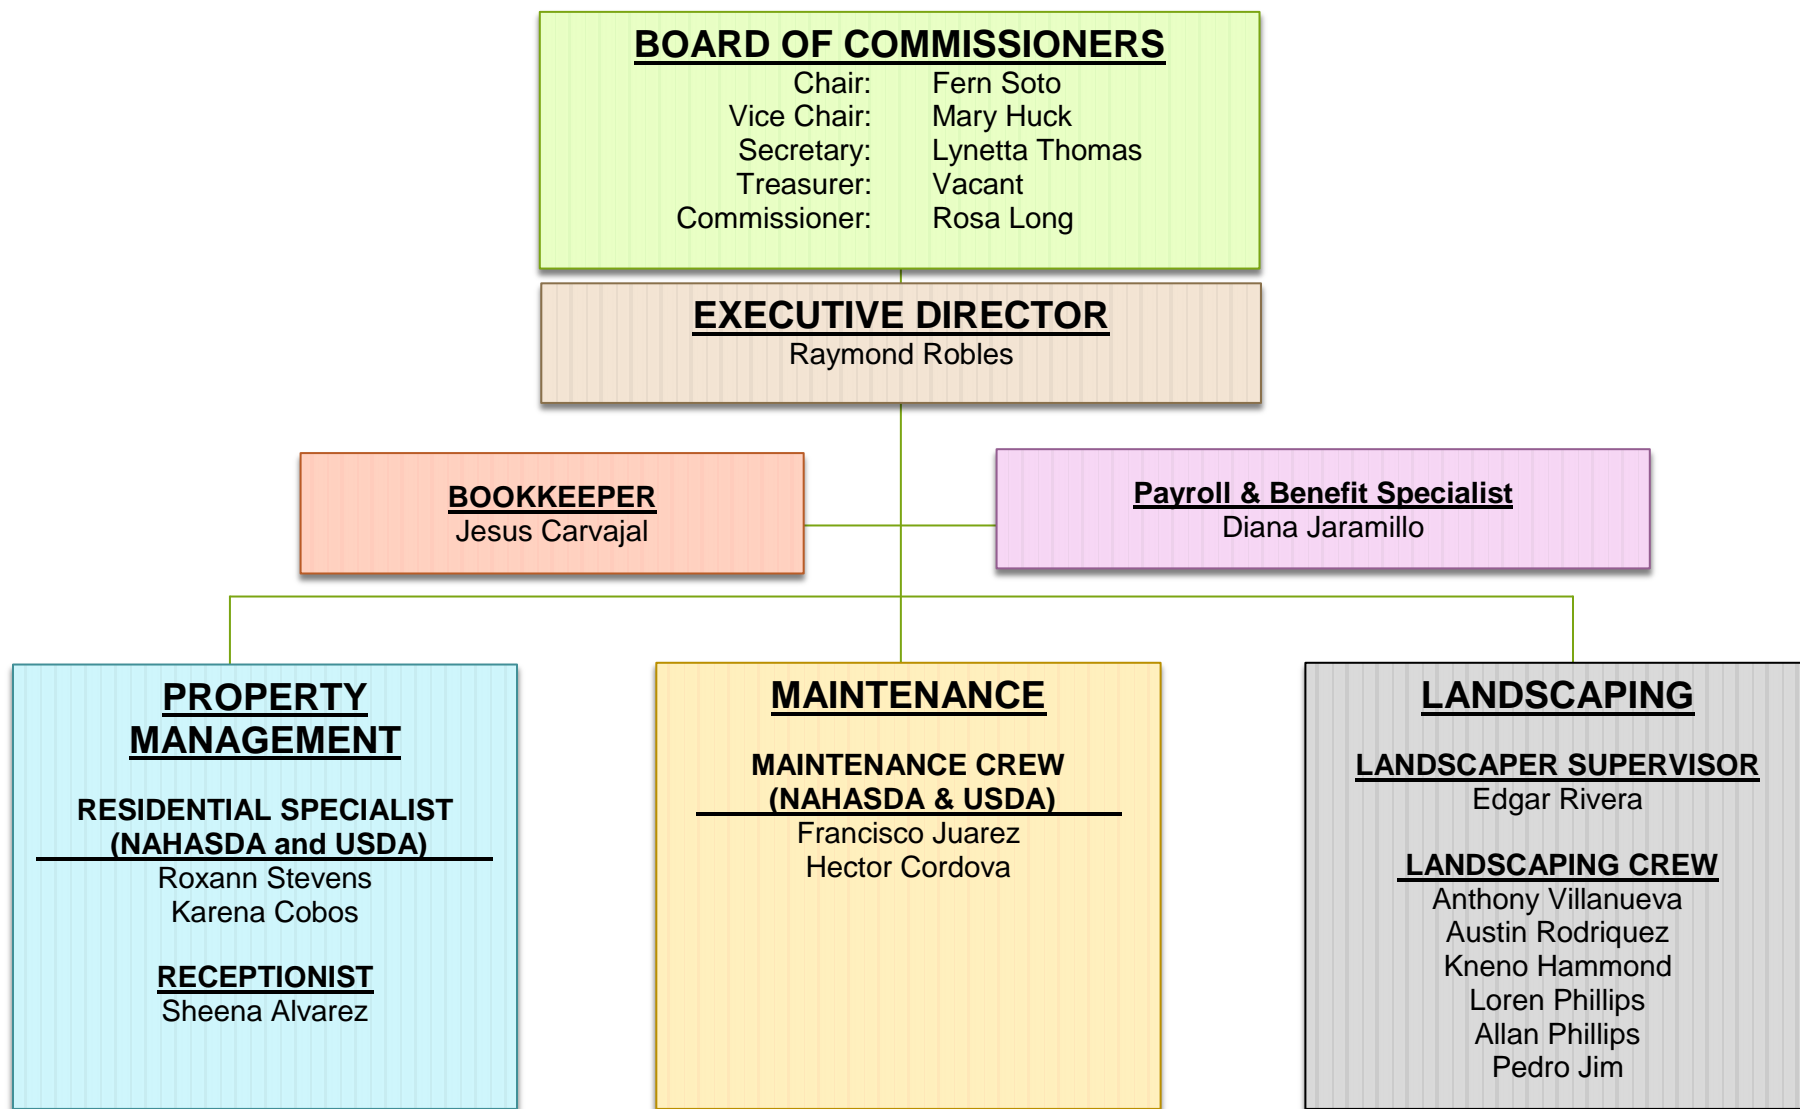 BOARD OF COMMISSIONERS
Chair: Fern Soto
Vice Chair: Mary Huck
Secretary: Lynetta Thomas
Treasurer: Vacant
Commissioner: Rosa Long
EXECUTIVE DIRECTOR
Raymond Robles
BOOKKEEPER
Jesus Carvajal
Payroll & Benefit Specialist
Diana Jaramillo
PROPERTY
MANAGEMENT
RESIDENTIAL SPECIALIST
(NAHASDA and USDA)
Roxann Stevens
Karena Cobos
RECEPTIONIST
Sheena Alvarez
MAINTENANCE
MAINTENANCE CREW
(NAHASDA & USDA)
Francisco Juarez
Hector Cordova
LANDSCAPING
LANDSCAPER SUPERVISOR
Edgar Rivera
LANDSCAPING CREW
Anthony Villanueva
Austin Rodriquez
Kneno Hammond
Loren Phillips
Allan Phillips
Pedro Jim